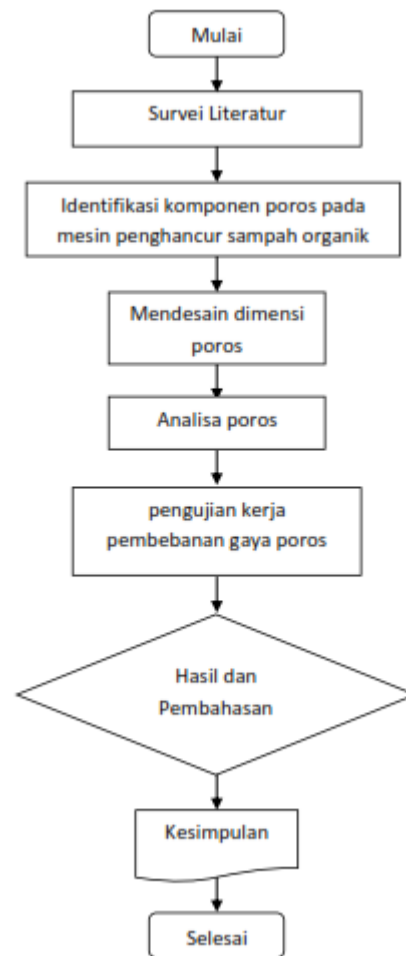 Mulai
Survei Literatur
Identifikasi komponen poros pada
mesin penghancur sampah organik
Mendesain dimensi
poros
Analisa poros
pengujian kerja
pembebanan gaya poros
Hasil dan
Pembahasan
Kesimpulan
Selesai